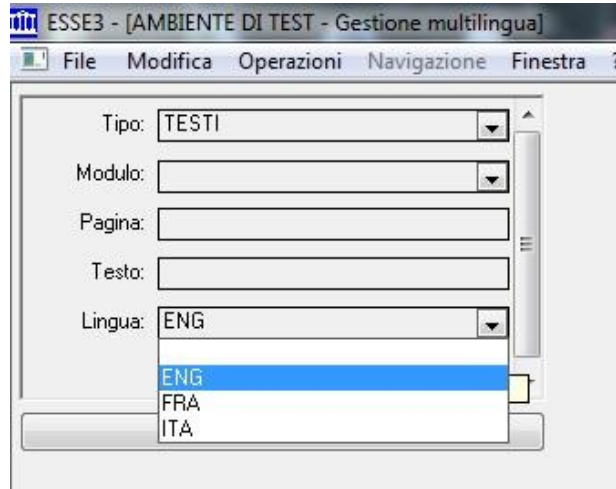 ESSE3 - [AMBIENTE DI TEST - Gestione multilingua]
File Modifica Operazioni Navigazione Finestra ?
Tipo: TESTI
Modulo:
Pagina:
Testo:
Lingua: ENG
ENG
FRA
ITA